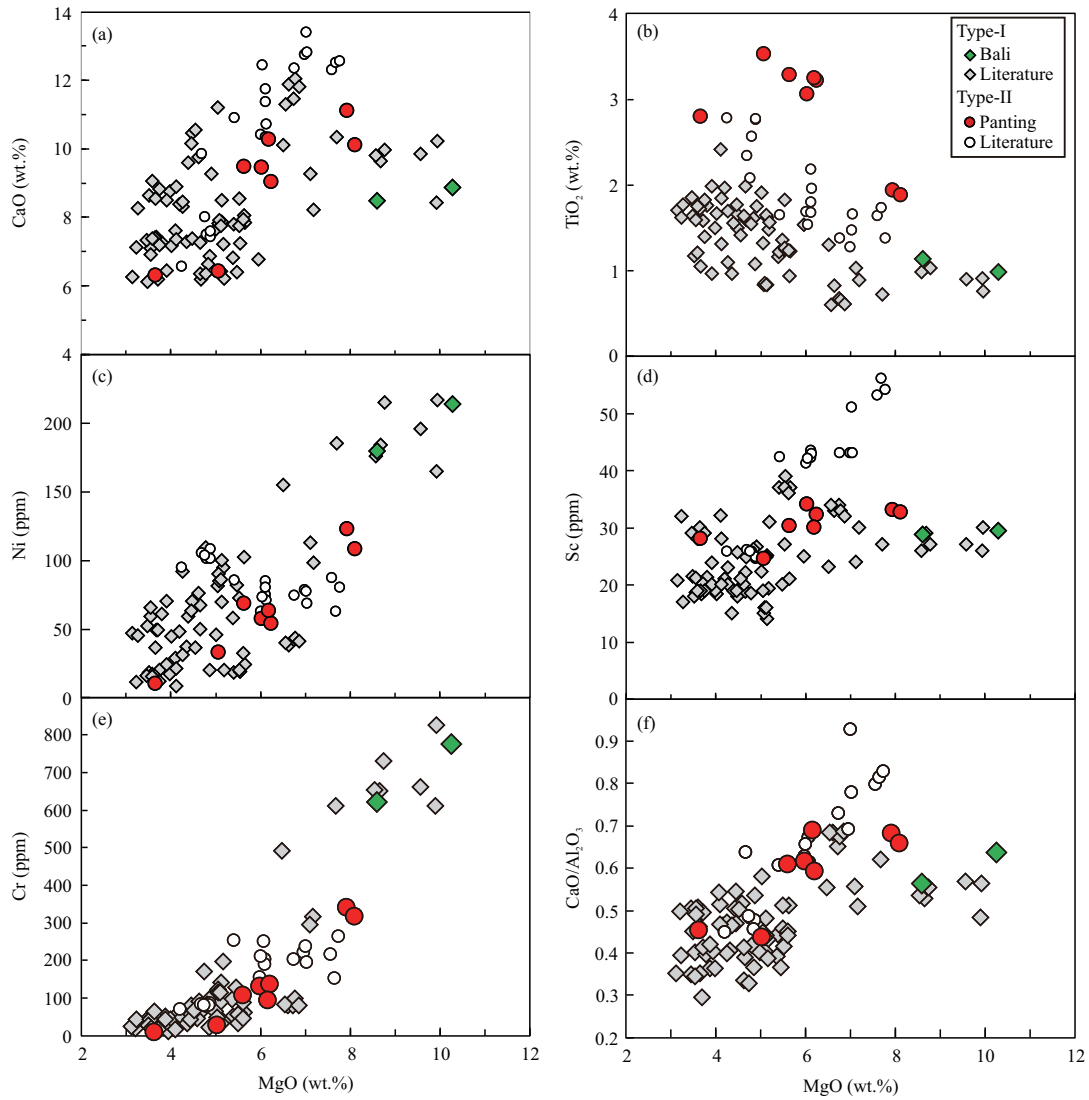 (a)
14
12
10
8
6
4
CaO (wt.%)
(b)
4
3
2
1
0
TiO₂ (wt.%)
Type-I
Bali
Literature
Type-II
Panting
Literature
(c)
200
150
100
50
0
Ni (ppm)
(d)
50
40
30
20
10
0
Sc (ppm)
(e)
800
700
600
500
400
300
200
100
0
Cr (ppm)
2 4 6 8 10 12
MgO (wt.%)
(f)
0.9
0.8
0.7
0.6
0.5
0.4
0.3
0.2
CaO/Al₂O₃
2 4 6 8 10 12
MgO (wt.%)